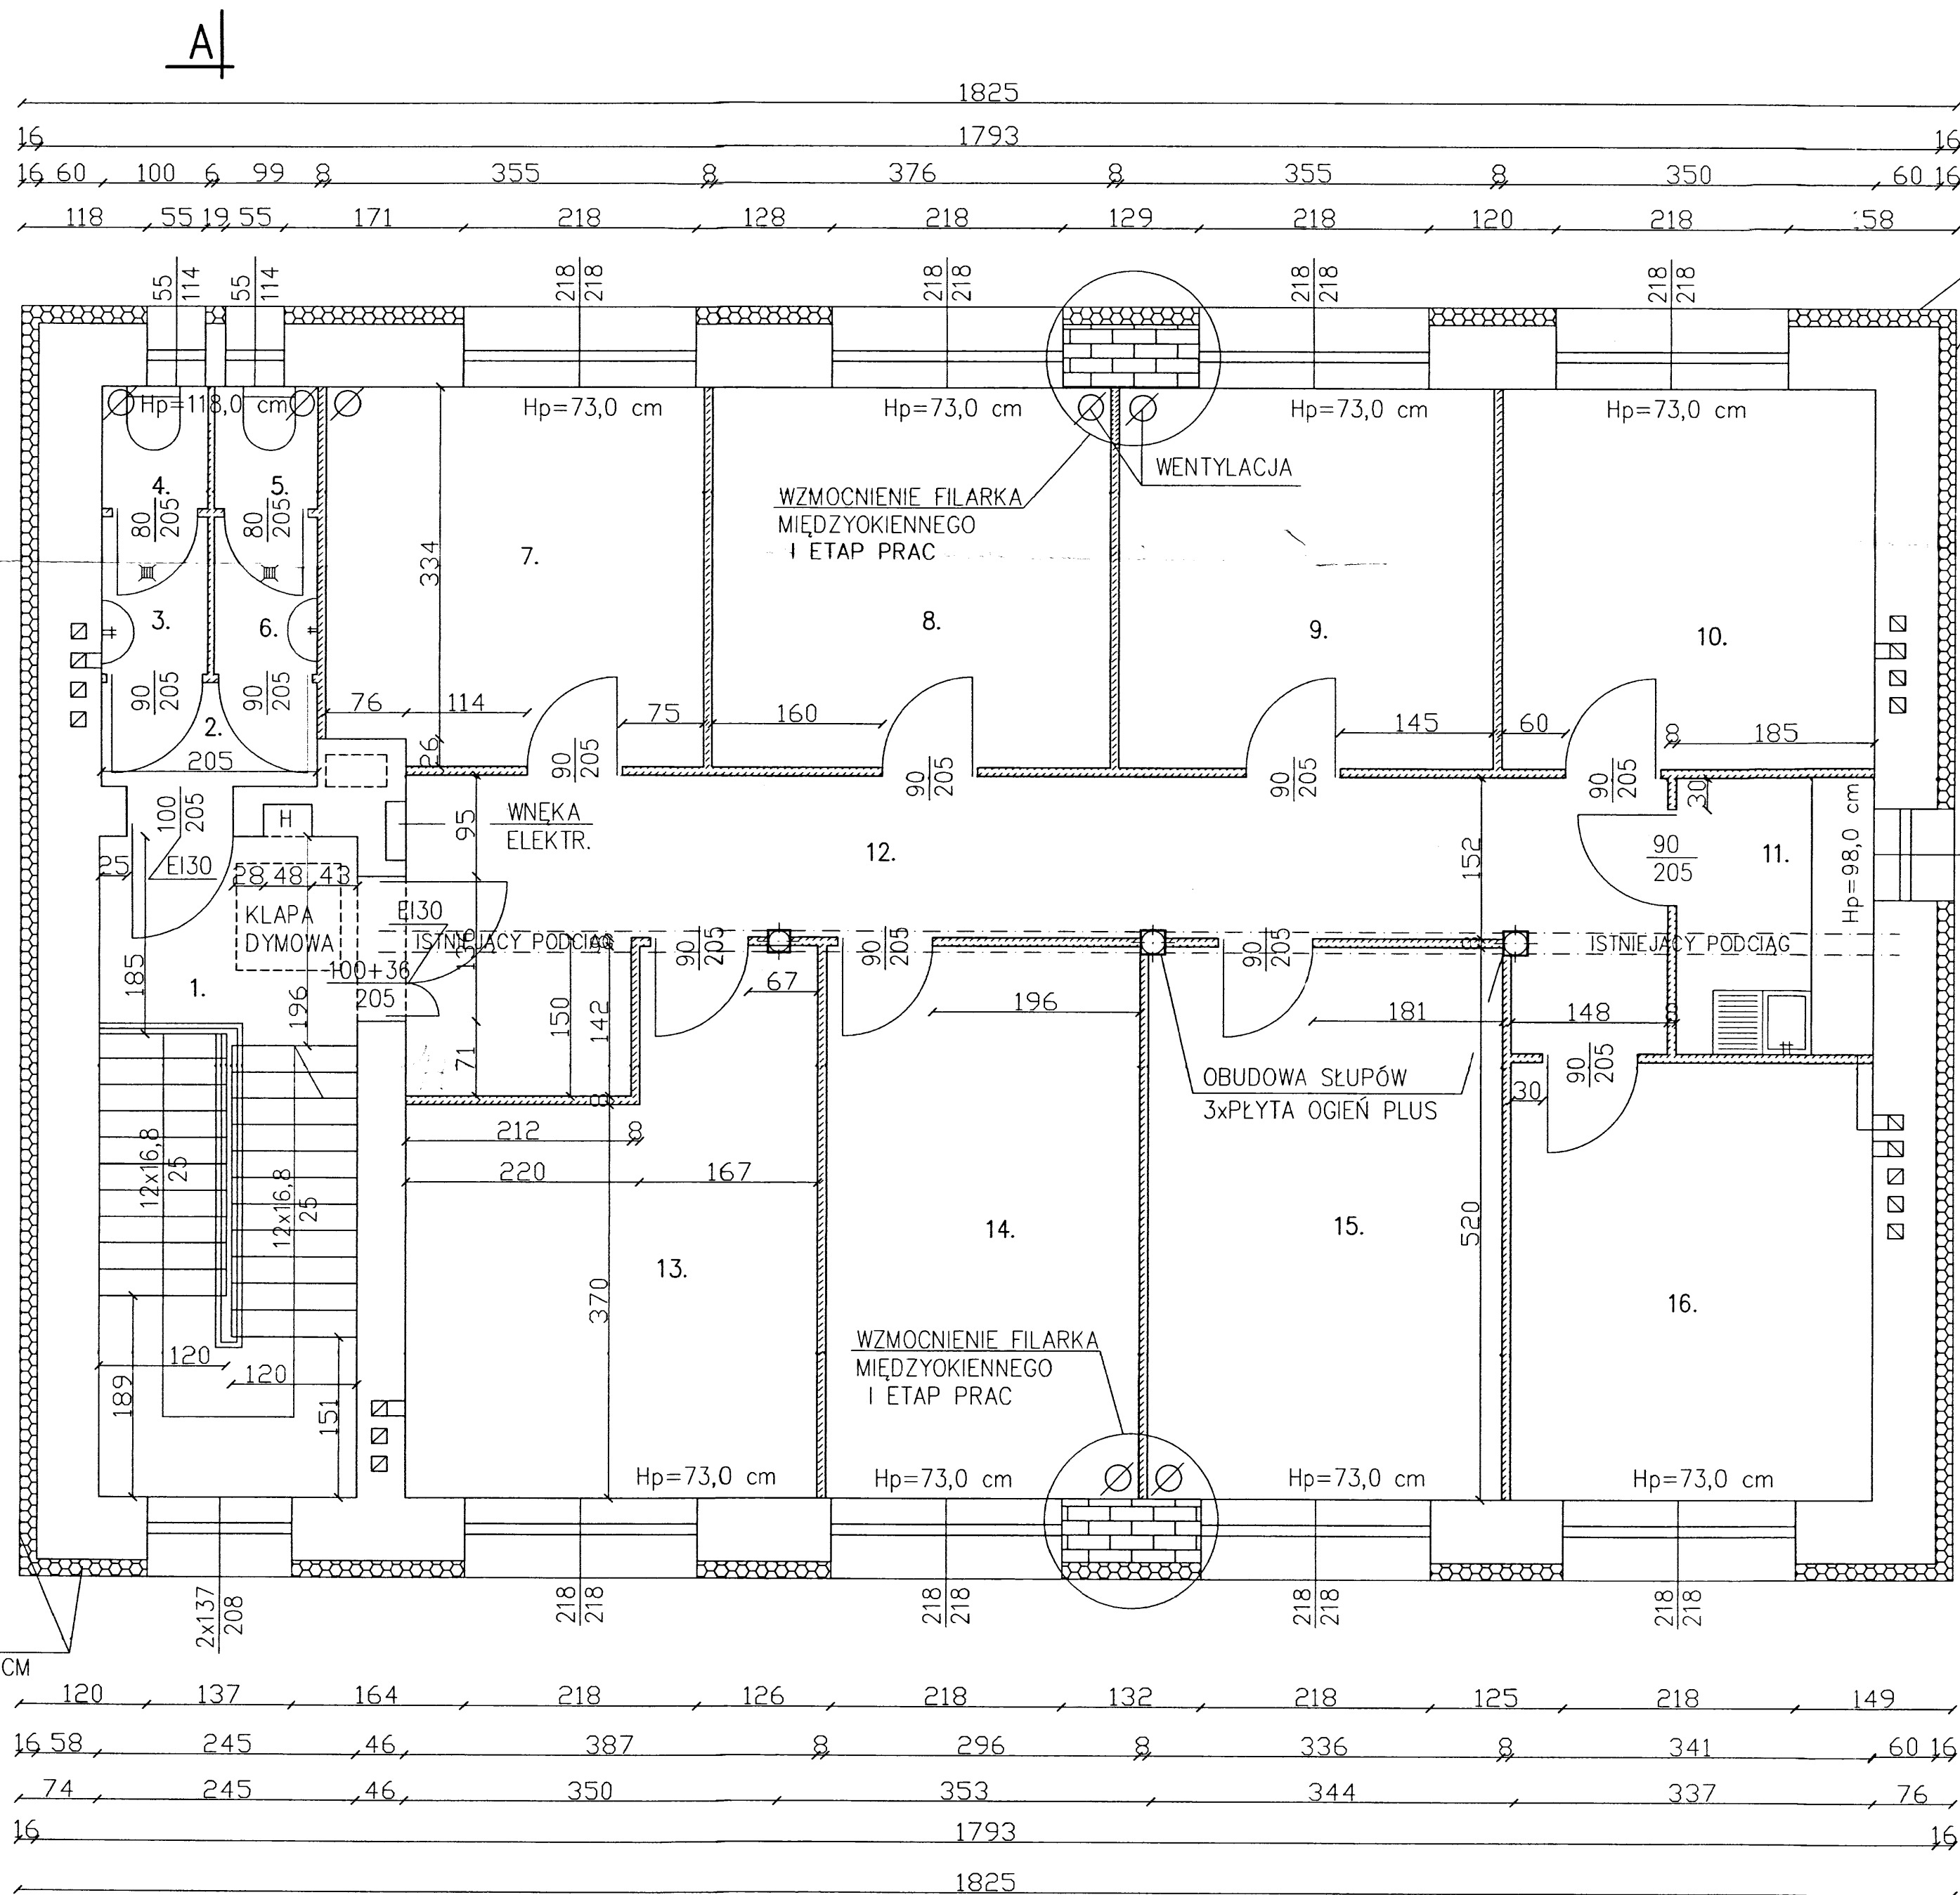 A
1825
16 1793 16
16 60 100 6 99 8 355 8 376 8 355 8 350 60 16
118 55 19 55 171 218 128 218 129 218 120 218 158
55 114 55 114 218 218 218 218 218 218 218 218
Hp=118,0 cm Hp=73,0 cm Hp=73,0 cm Hp=73,0 cm Hp=73,0 cm
WENTYLACJA
WZMOCNIENIE FILARKA
MIĘDZYOKIENNEGO
I ETAP PRAC
4. 5.
80 205 80 205
334
7.
3. 6. 8. 9. 10.
90 205 90 205
2.
76 114 75 160 145 60 8 185
205 26
90 205 90 205 90 205 90 205
100 205
H
WNĘKA
ELEKTR.
95
30
Hp=98,0 cm
12. 152 90 205 11.
25 EI30
28 48 43
KLAPA
DYMOWA
EI30
ISTNIEJĄCY PODCIĄG
136
90 205 90 205 90 205
8
ISTNIEJĄCY PODCIĄG
185 1. 100+36 205
196
150 142 67
196 181 148 8
71
90 205
OBUDOWA SŁUPÓW
3xPŁYTA OGIEŃ PLUS
30
8
212 8
220 167
12x16,8 25
12x16,8 25
14. 15. 520
13.
370
16.
WZMOCNIENIE FILARKA
MIĘDZYOKIENNEGO
I ETAP PRAC
120 120
189 151
Hp=73,0 cm Hp=73,0 cm Hp=73,0 cm Hp=73,0 cm
2x137 208 218 218 218 218 218 218 218 218
CM
120 137 164 218 126 218 132 218 125 218 149
16 58 245 46 387 8 296 8 336 8 341 60 16
74 245 46 350 353 344 337 76
16 1793 16
1825